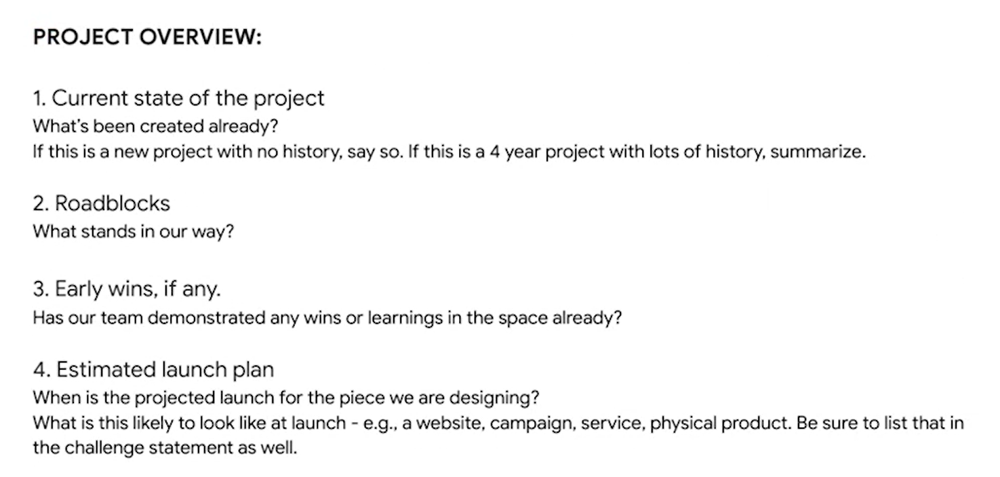 PROJECT OVERVIEW:
1. Current state of the project
What's been created already?
If this is a new project with no history, say so. If this is a 4 year project with lots of history, summarize.
2. Roadblocks
What stands in our way?
3. Early wins, if any.
Has our team demonstrated any wins or learnings in the space already?
4. Estimated launch plan
When is the projected launch for the piece we are designing?
What is this likely to look like at launch - e.g., a website, campaign, service, physical product. Be sure to list that in
the challenge statement as well.